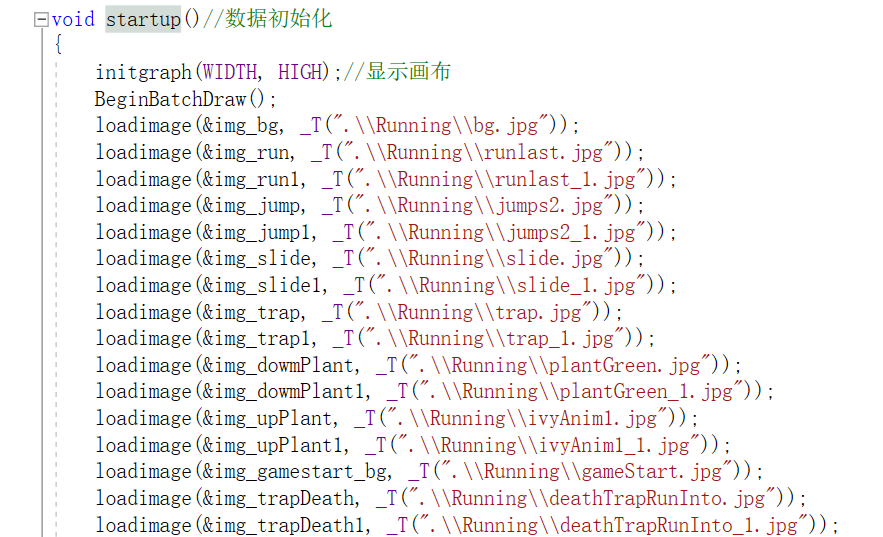 void startup()//数据初始化
{
initgraph(WIDTH, HIGH);//显示画布
BeginBatchDraw();
loadimage(&img_bg, _T(".\\Running\\bg.jpg"));
loadimage(&img_run, _T(".\\Running\\runlast.jpg"));
loadimage(&img_run1, _T(".\\Running\\runlast_1.jpg"));
loadimage(&img_jump, _T(".\\Running\\jumps2.jpg"));
loadimage(&img_jump1, _T(".\\Running\\jumps2_1.jpg"));
loadimage(&img_slide, _T(".\\Running\\slide.jpg"));
loadimage(&img_slide1, _T(".\\Running\\slide_1.jpg"));
loadimage(&img_trap, _T(".\\Running\\trap.jpg"));
loadimage(&img_trap1, _T(".\\Running\\trap_1.jpg"));
loadimage(&img_dowmPlant, _T(".\\Running\\plantGreen.jpg"));
loadimage(&img_dowmPlant1, _T(".\\Running\\plantGreen_1.jpg"));
loadimage(&img_upPlant, _T(".\\Running\\ivyAnim1.jpg"));
loadimage(&img_upPlant1, _T(".\\Running\\ivyAnim1_1.jpg"));
loadimage(&img_gamestart_bg, _T(".\\Running\\gameStart.jpg"));
loadimage(&img_trapDeath, _T(".\\Running\\deathTrapRunInto.jpg"));
loadimage(&img_trapDeath1, _T(".\\Running\\deathTrapRunInto_1.jpg"));